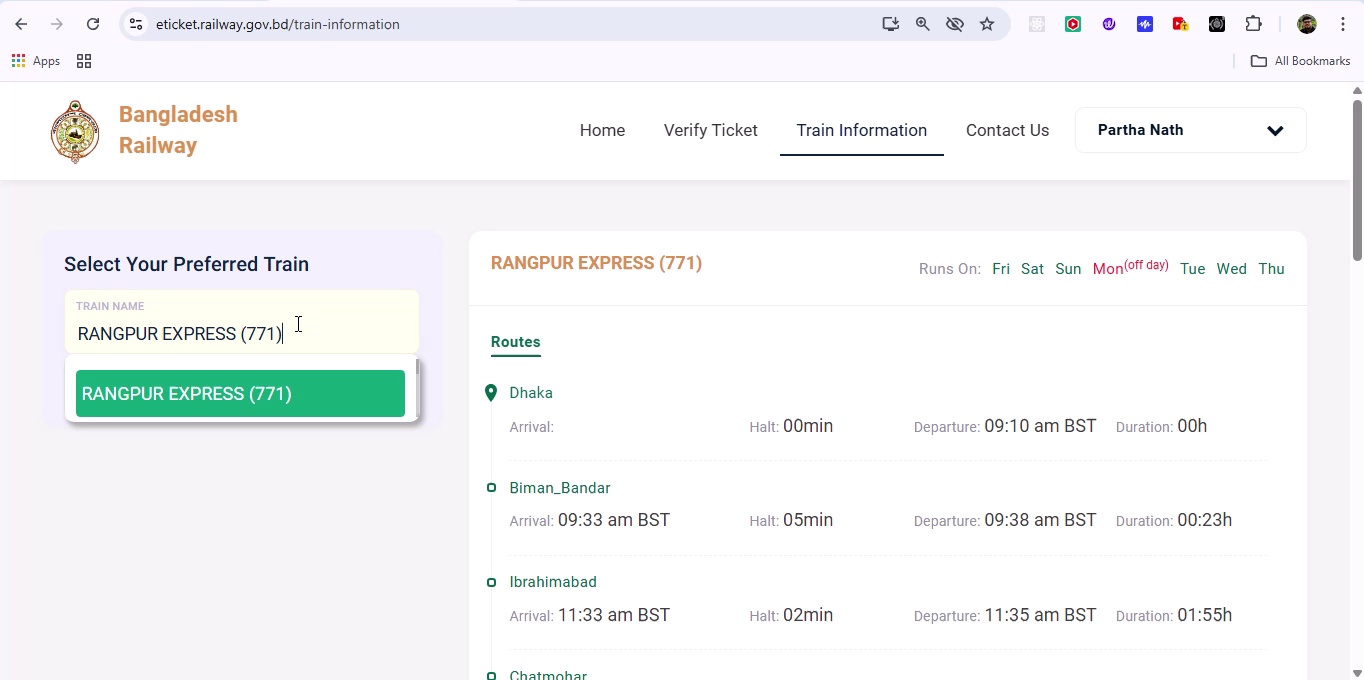 eticket.railway.gov.bd/train-information
Apps
All Bookmarks
Bangladesh
Railway
Home
Verify Ticket
Train Information
Contact Us
Partha Nath
Select Your Preferred Train
TRAIN NAME
RANGPUR EXPRESS (771)
RANGPUR EXPRESS (771)
RANGPUR EXPRESS (771)
Runs On: Fri Sat Sun Mon(off day) Tue Wed Thu
Routes
Dhaka
Arrival: Halt: 00min Departure: 09:10 am BST Duration: 00h
Biman_Bandar
Arrival: 09:33 am BST Halt: 05min Departure: 09:38 am BST Duration: 00:23h
Ibrahimabad
Arrival: 11:33 am BST Halt: 02min Departure: 11:35 am BST Duration: 01:55h
Chatmohar